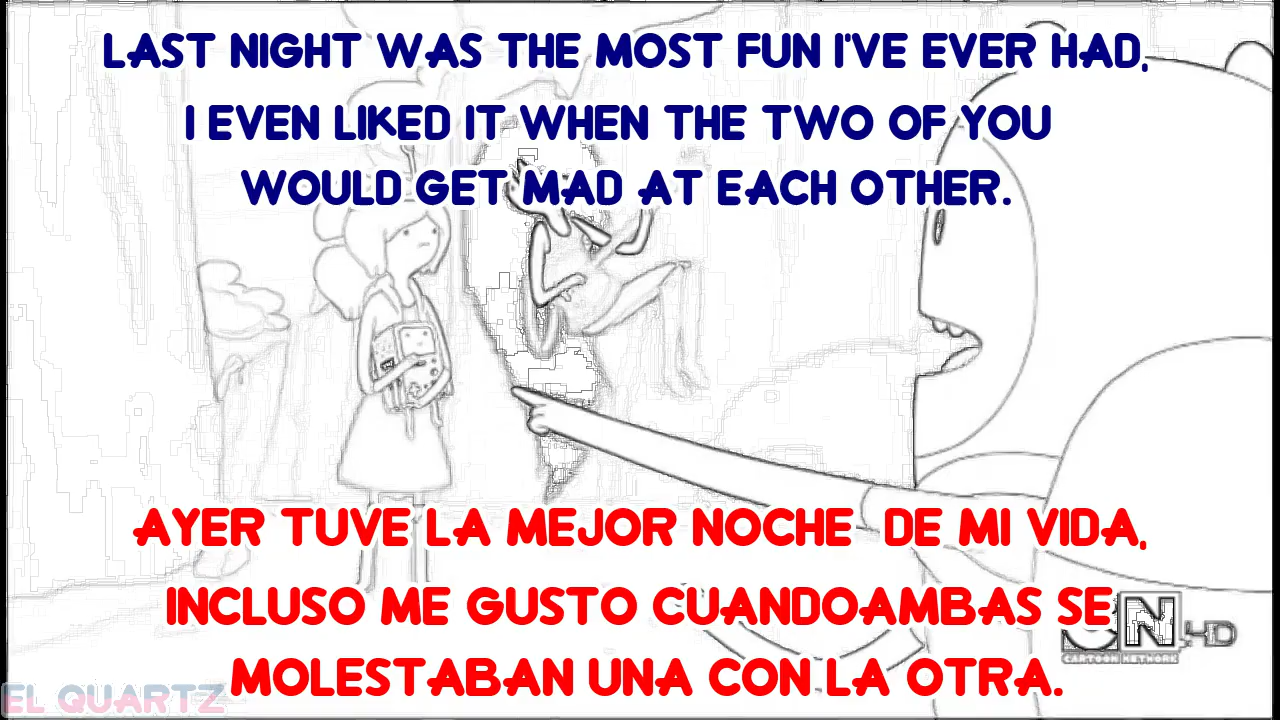 LAST NIGHT WAS THE MOST FUN I'VE EVER HAD,
I EVEN LIKED IT WHEN THE TWO OF YOU
WOULD GET MAD AT EACH OTHER.
AYER TUVE LA MEJOR NOCHE DE MI VIDA,
INCLUSO ME GUSTO CUANDOAMBAS SE
MOLESTABAN UNA CON LA OTRA.
CN.HD
CARTOON NETWORK
EL QUARTZ